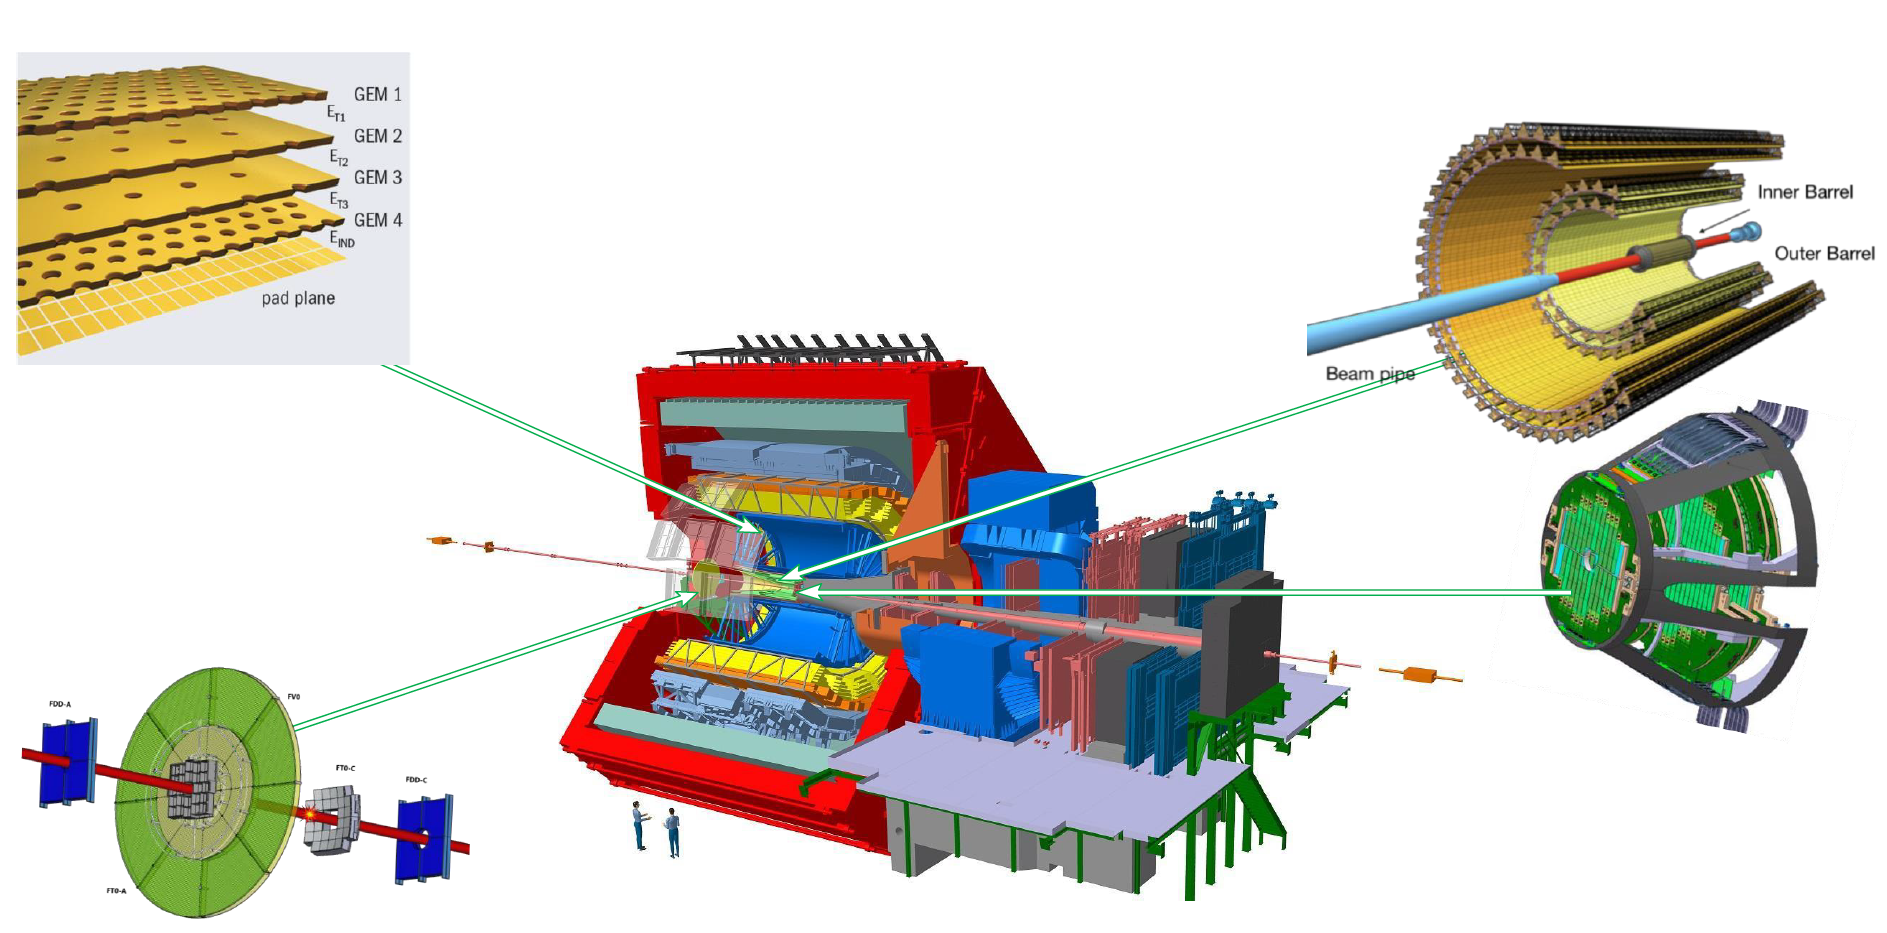 GEM 1
ET1
GEM 2
ET2
GEM 3
ET3
GEM 4
EIND
pad plane
Inner Barrel
Outer Barrel
Beam pipe
FDD-A
FV0
FT0-C
FDD-C
FT0-A